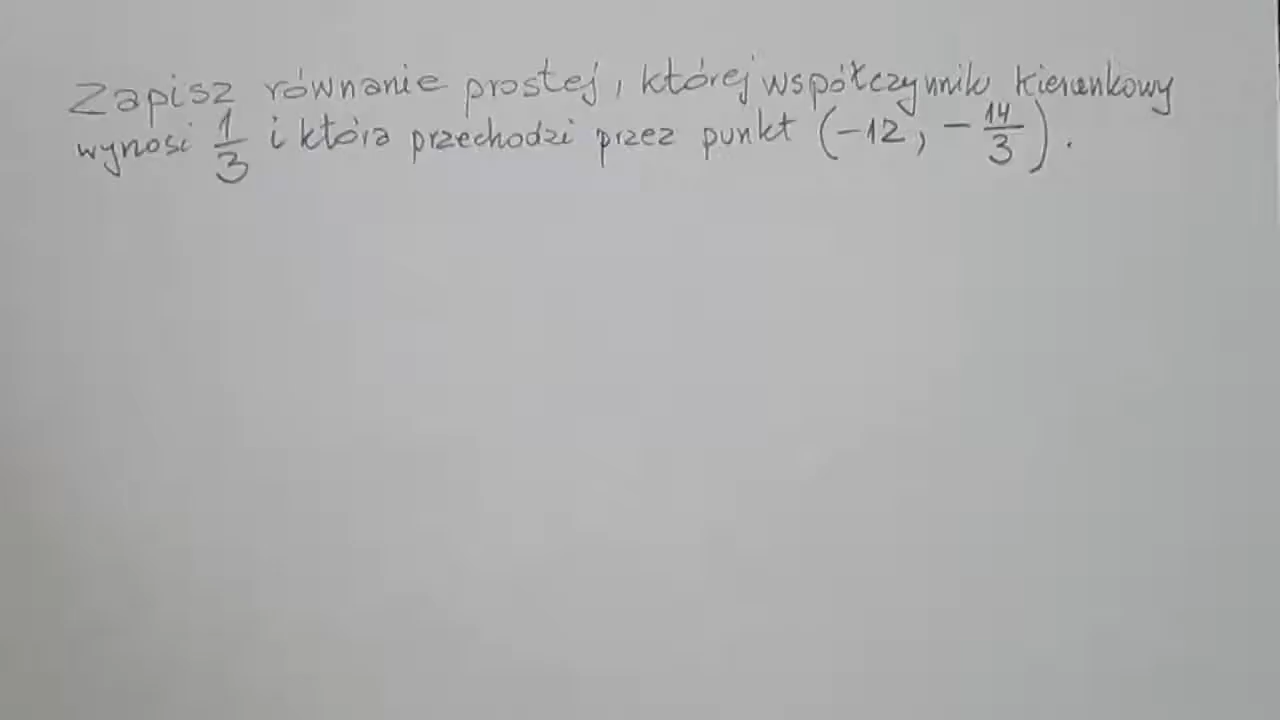 Zapisz równanie prostej, której współczynnik kierunkowy
wynosi 1/3 i która przechodzi przez punkt (-12, -14/3).